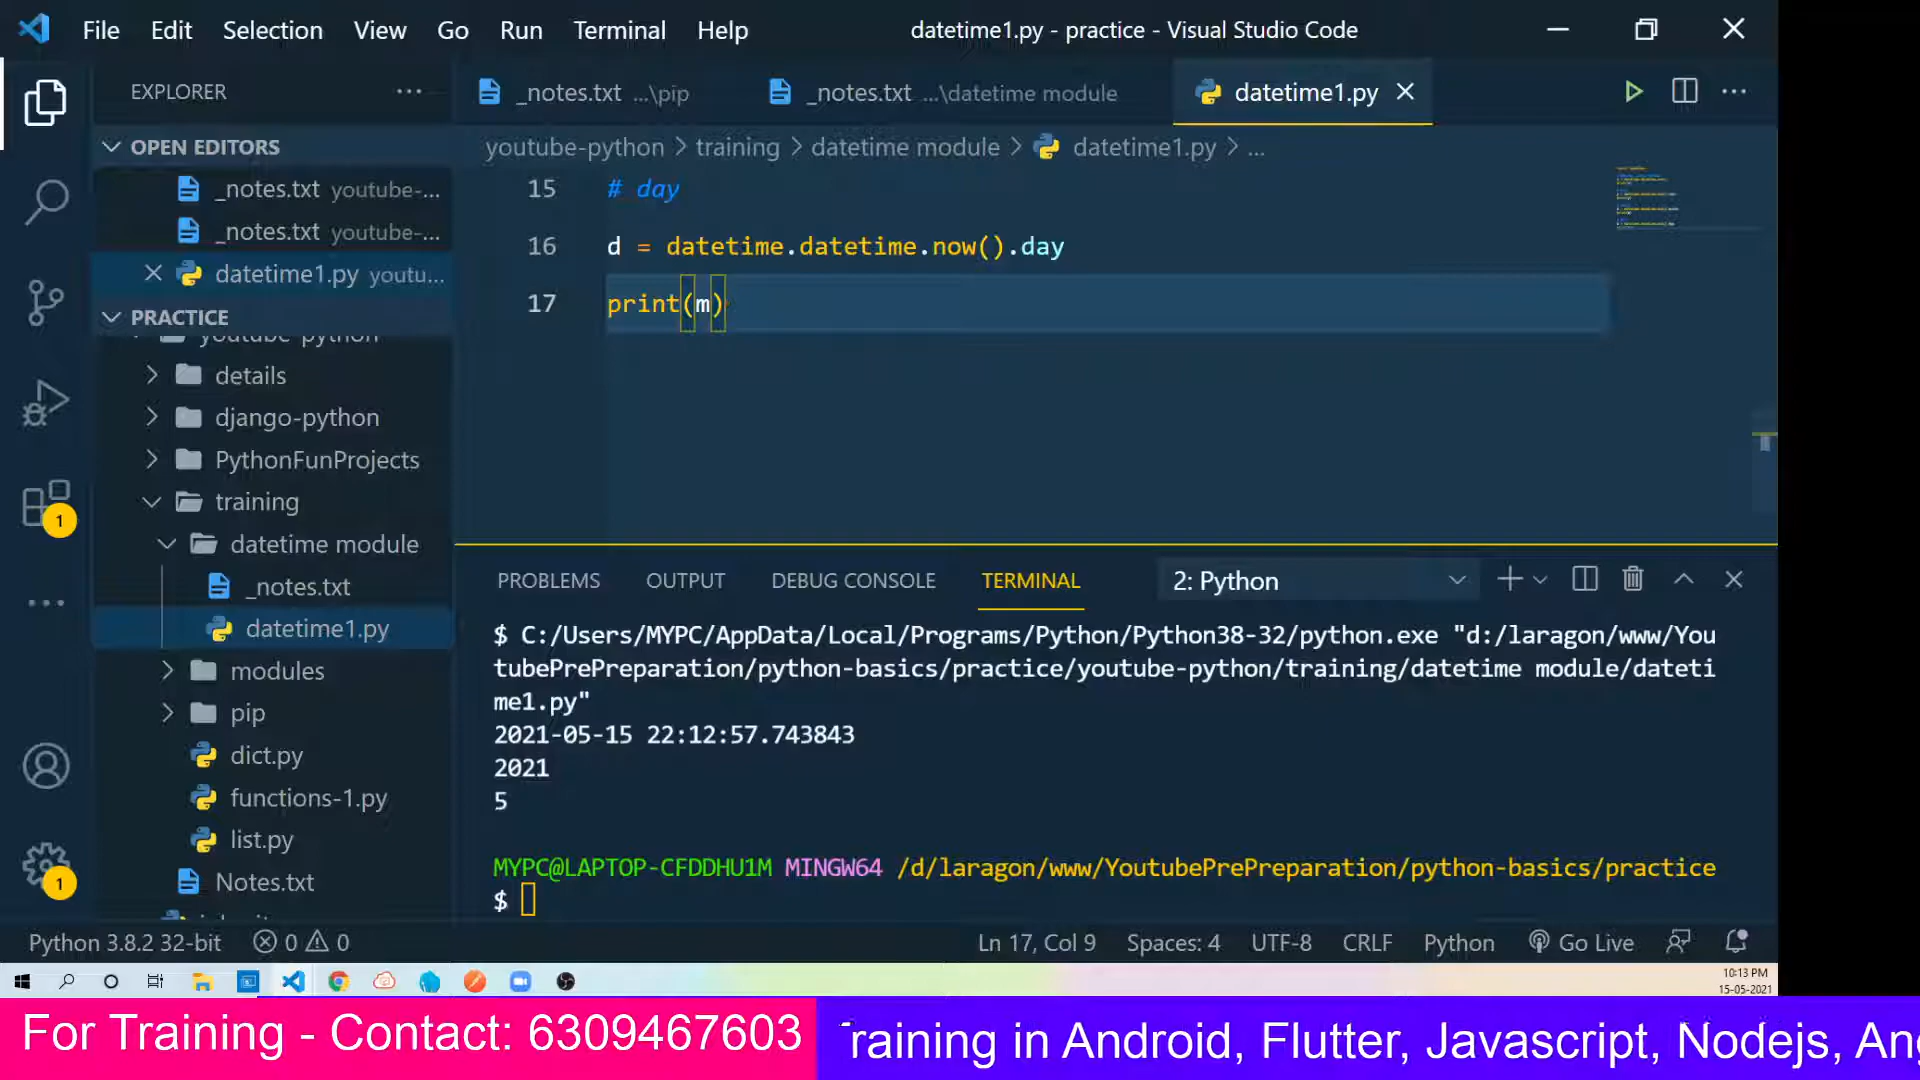 File Edit Selection View Go Run Terminal Help
datetime1.py - practice - Visual Studio Code
EXPLORER
_notes.txt ...\pip
_notes.txt ...\datetime module
datetime1.py
OPEN EDITORS
_notes.txt youtube-...
_notes.txt youtube-...
datetime1.py youtu...
PRACTICE
youtube-python
details
django-python
PythonFunProjects
training
datetime module
_notes.txt
datetime1.py
modules
pip
dict.py
functions-1.py
list.py
Notes.txt
youtube-python > training > datetime module > datetime1.py > ...
15 # day
16 d = datetime.datetime.now().day
17 print(m)
PROBLEMS OUTPUT DEBUG CONSOLE TERMINAL 2: Python
$ C:/Users/MYPC/AppData/Local/Programs/Python/Python38-32/python.exe "d:/laragon/www/You
tubePrePreparation/python-basics/practice/youtube-python/training/datetime module/dateti
me1.py"
2021-05-15 22:12:57.743843
2021
5
MYPC@LAPTOP-CFDDHU1M MINGW64 /d/laragon/www/YoutubePrePreparation/python-basics/practice
$
1
1
Python 3.8.2 32-bit 0 0 Ln 17, Col 9 Spaces: 4 UTF-8 CRLF Python Go Live
10:13 PM
15-05-2021
For Training - Contact: 6309467603
raining in Android, Flutter, Javascript, Nodejs, An